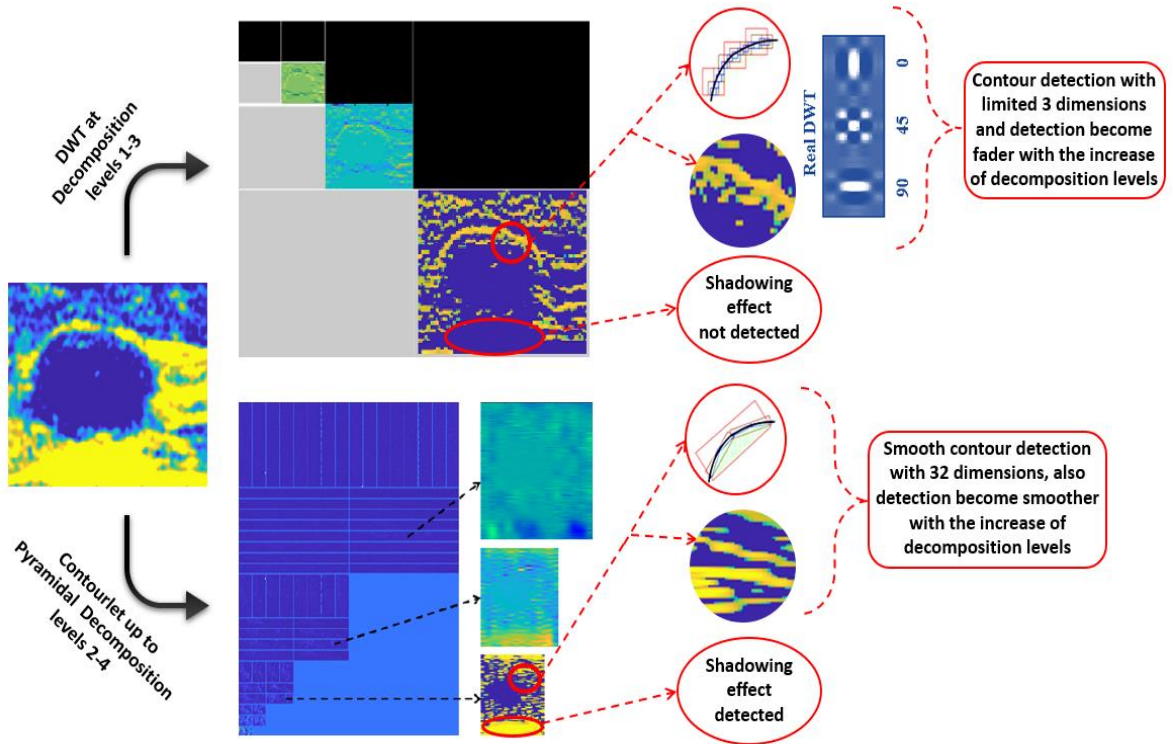 DWT at
Decomposition
levels 1-3
Real DWT
0
45
90
Contour detection with
limited 3 dimensions
and detection become
fader with the increase
of decomposition levels
Shadowing
effect
not detected
Contourlet up to
Pyramidal Decomposition
levels 2-4
Smooth contour detection
with 32 dimensions, also
detection become smoother
with the increase of
decomposition levels
Shadowing
effect
detected